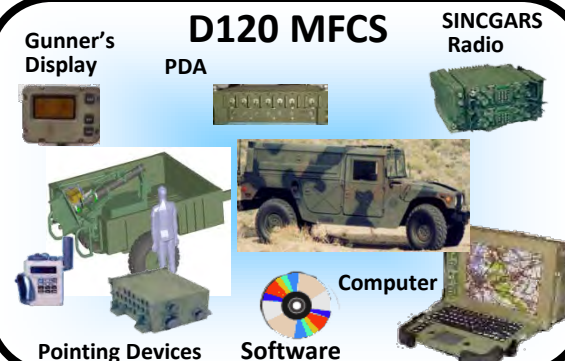 D120 MFCS
Gunner's
Display
PDA
SINCGARS
Radio
Computer
Pointing Devices
Software